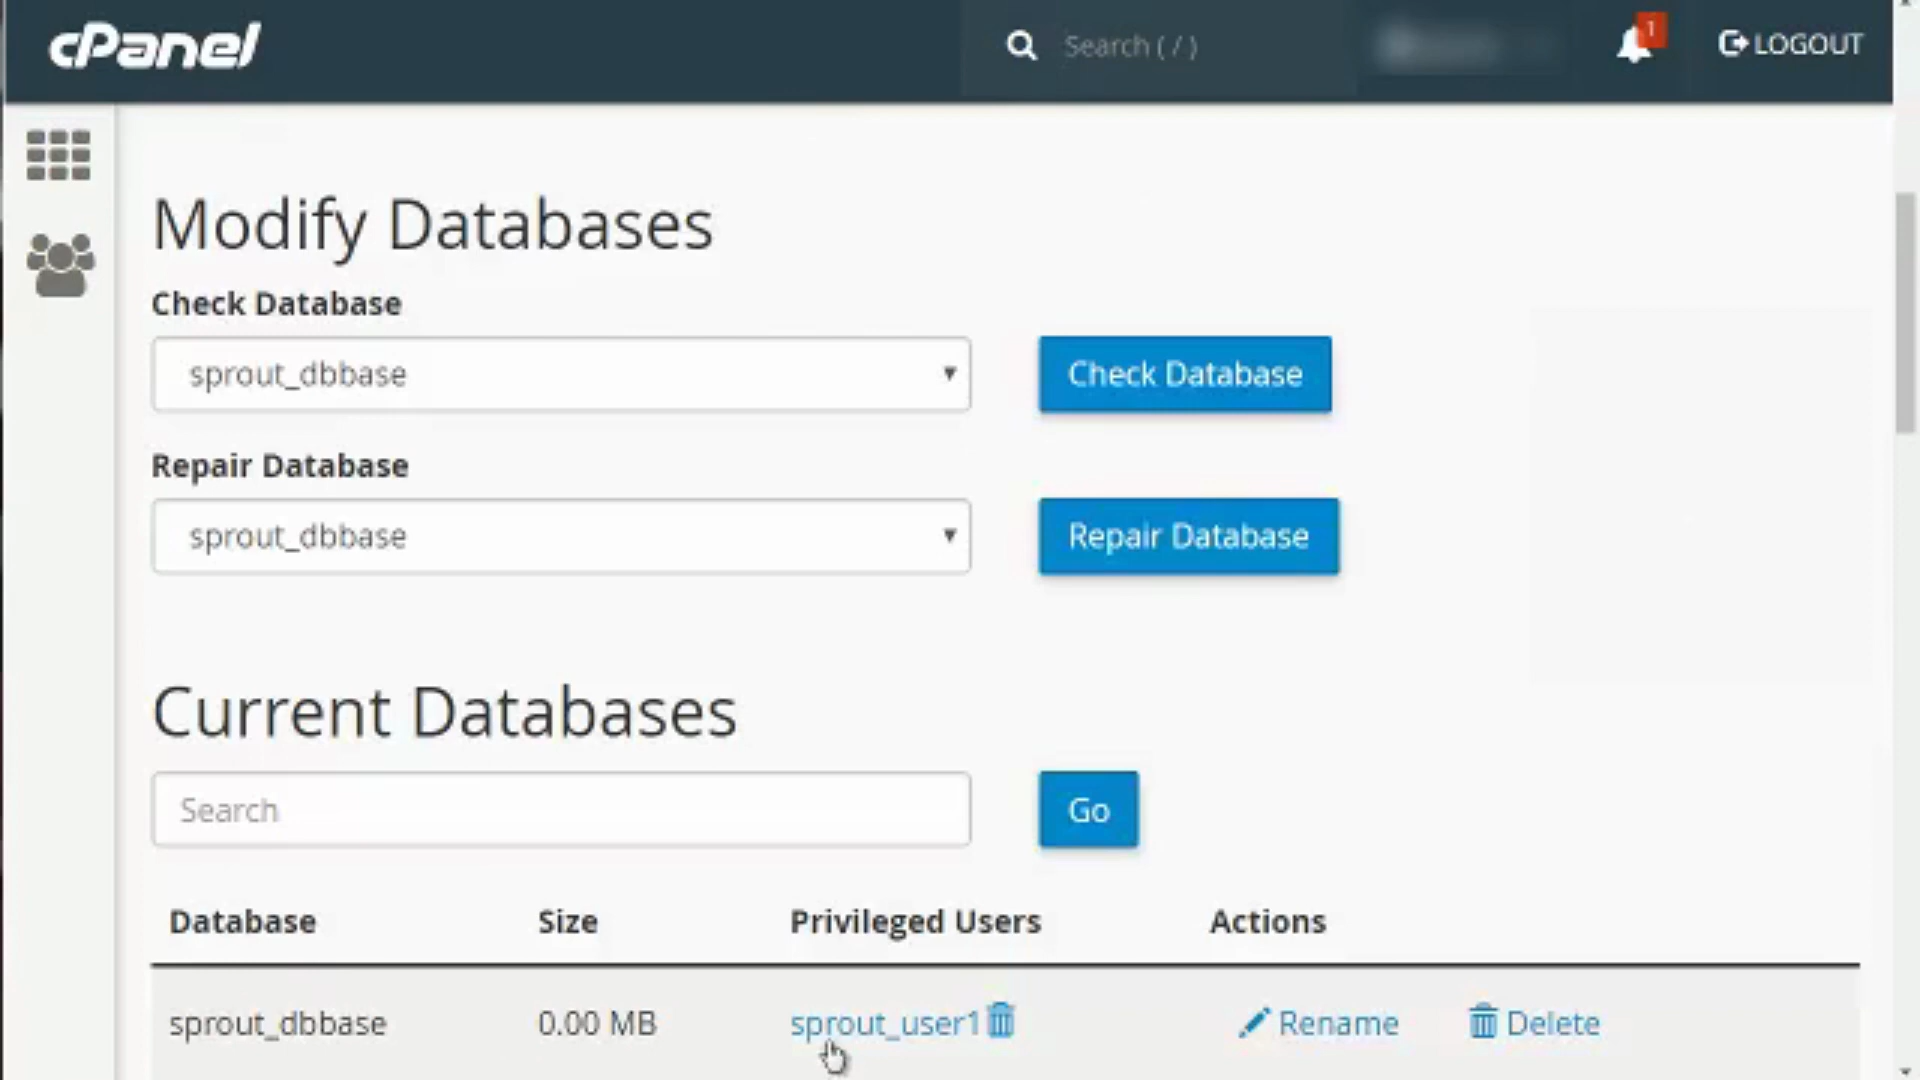 cPanel
Search ( / )
1
LOGOUT
Modify Databases
Check Database
sprout_dbbase
Check Database
Repair Database
sprout_dbbase
Repair Database
Current Databases
Search
Go
Database Size Privileged Users Actions
sprout_dbbase 0.00 MB sprout_user1 Rename Delete